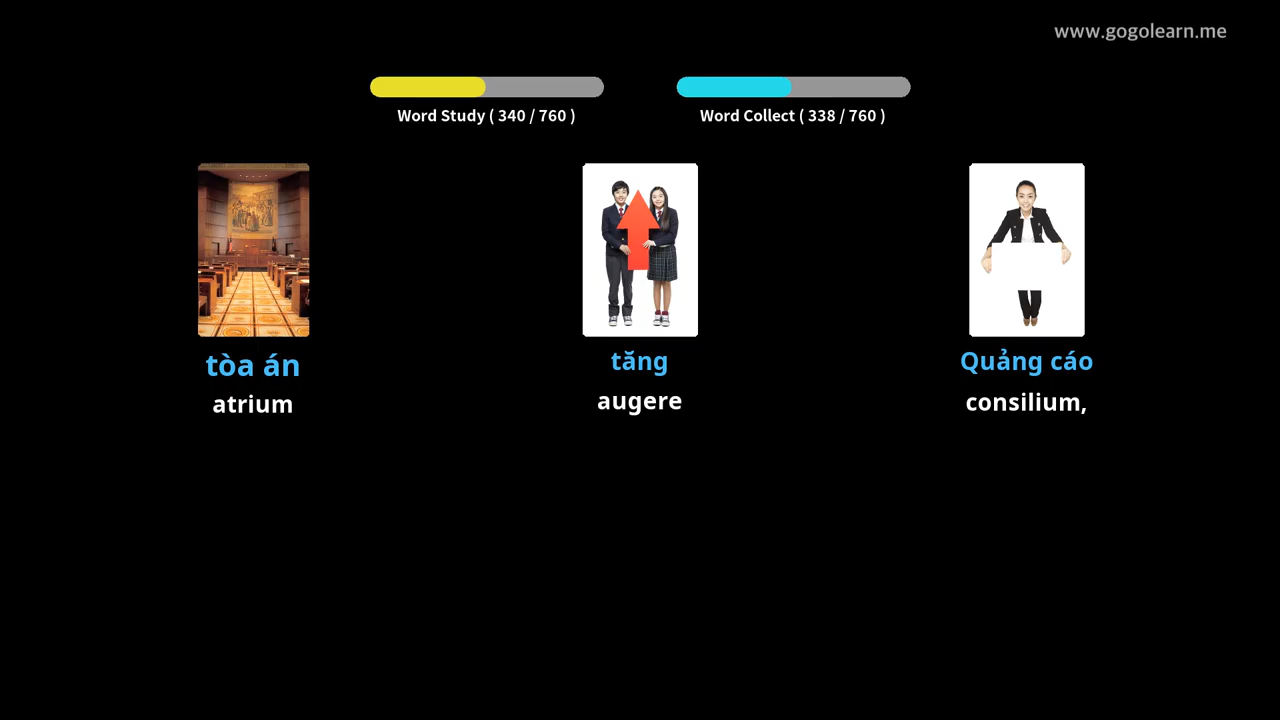 www.gogolearn.me
Word Study ( 340 / 760 )
Word Collect ( 338 / 760 )
tòa án
atrium
tăng
augere
Quảng cáo
consilium,